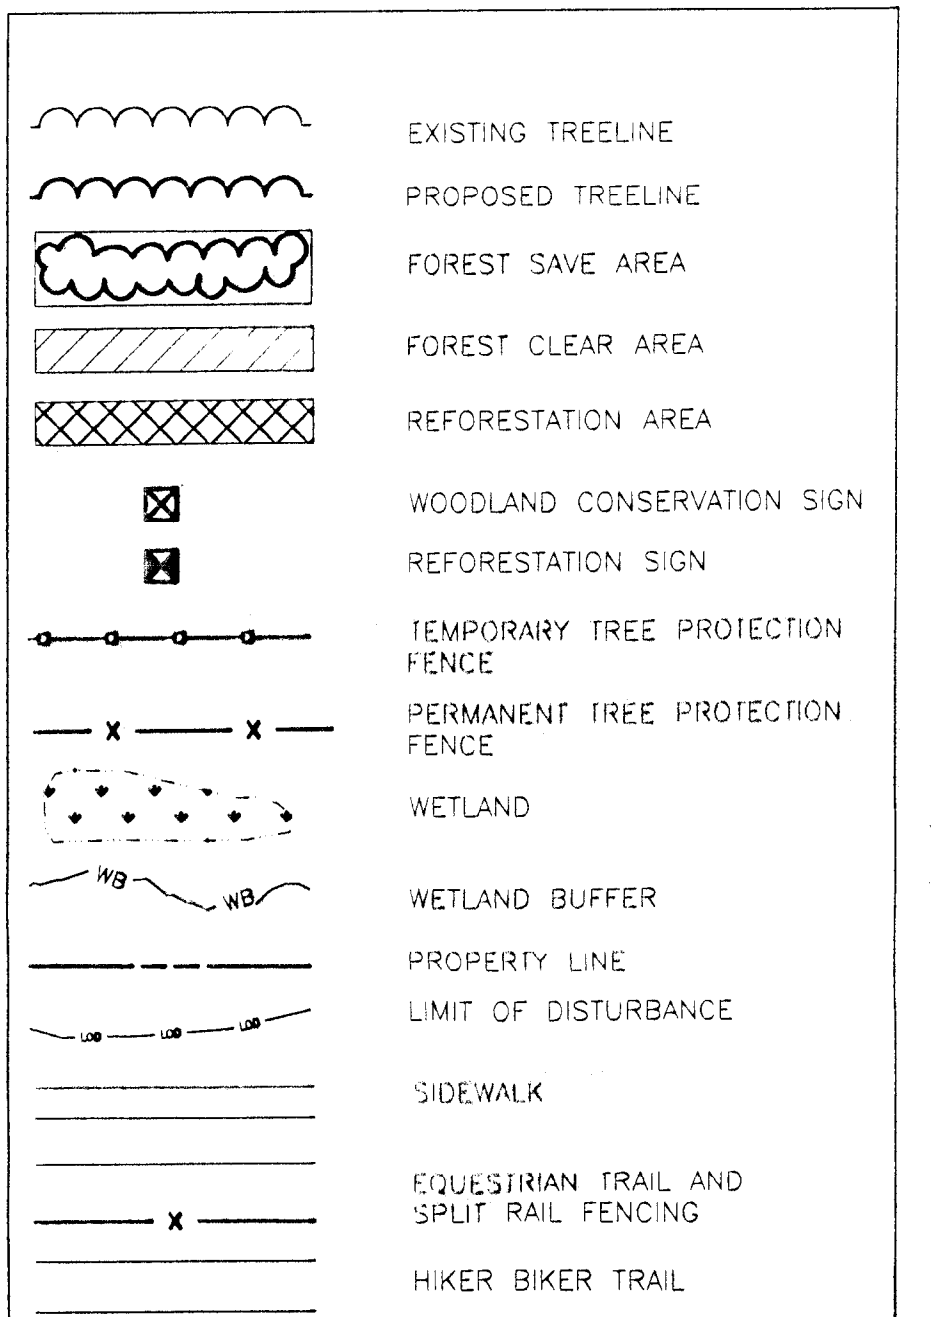 EXISTING TREELINE
PROPOSED TREELINE
FOREST SAVE AREA
FOREST CLEAR AREA
REFORESTATION AREA
WOODLAND CONSERVATION SIGN
REFORESTATION SIGN
TEMPORARY TREE PROTECTION
FENCE
X X
PERMANENT TREE PROTECTION
FENCE
WETLAND
WB WB
WETLAND BUFFER
PROPERTY LINE
LOD LOD LOD
LIMIT OF DISTURBANCE
SIDEWALK
EQUESTRIAN TRAIL AND
SPLIT RAIL FENCING
X
HIKER BIKER TRAIL